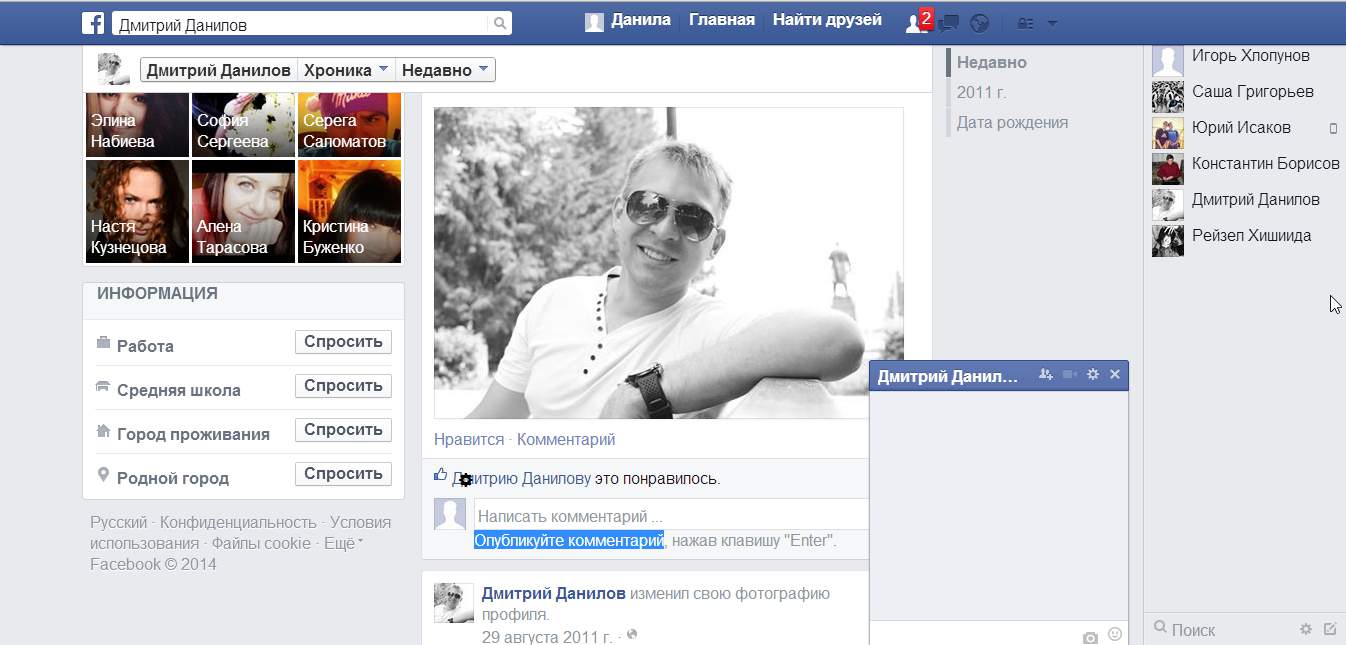 Дмитрий Данилов
Данила Главная Найти друзей 2
Дмитрий Данилов Хроника Недавно
Элина
Набиева
София
Сергеева
Серега
Саломатов
Настя
Кузнецова
Алена
Тарасова
Кристина
Буженко
ИНФОРМАЦИЯ
Работа Спросить
Средняя школа Спросить
Город проживания Спросить
Родной город Спросить
Русский · Конфиденциальность · Условия
использования · Файлы cookie · Ещё
Facebook © 2014
Нравится · Комментарий
Дмитрию Данилову это понравилось.
Написать комментарий ...
Опубликуйте комментарий, нажав клавишу "Enter".
Дмитрий Данилов изменил свою фотографию
профиля.
29 августа 2011 г. ·
Недавно
2011 г.
Дата рождения
Дмитрий Данил...
Игорь Хлопунов
Саша Григорьев
Юрий Исаков
Константин Борисов
Дмитрий Данилов
Рейзел Хишиида
Поиск